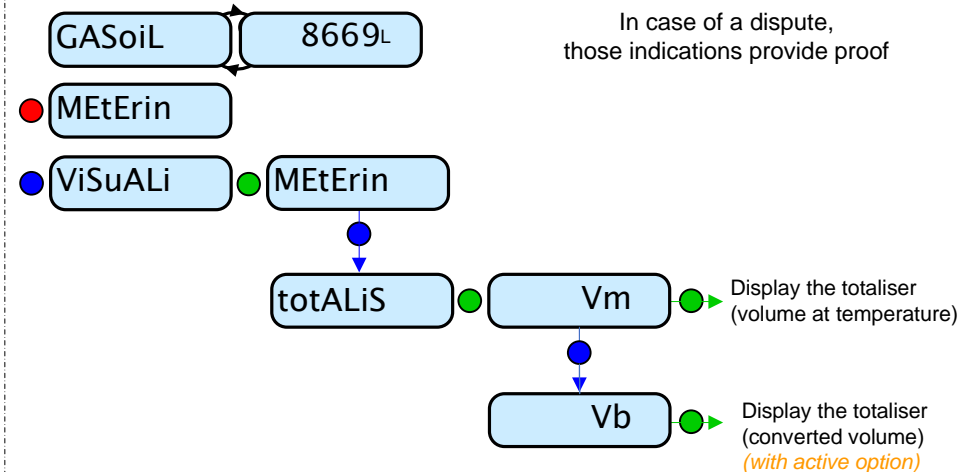 GASoiL
8669L
In case of a dispute,
those indications provide proof
MEtErin
ViSuALi
MEtErin
totALiS
Vm
Display the totaliser
(volume at temperature)
Vb
Display the totaliser
(converted volume)
(with active option)